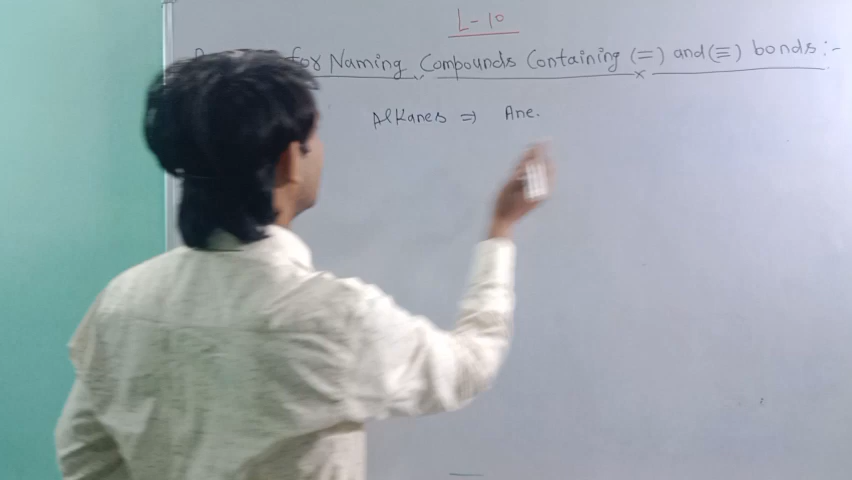 L-10
for Naming Compounds Containing (=) and (≡) bonds:-
Alkanes ⇒ Ane.